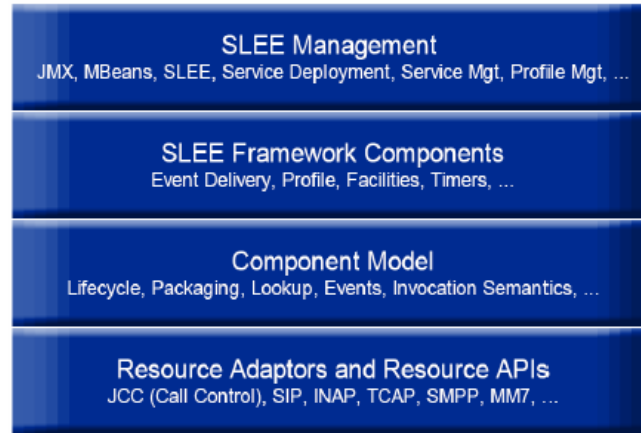 SLEE Management
JMX, MBeans, SLEE, Service Deployment, Service Mgt, Profile Mgt, ...
SLEE Framework Components
Event Delivery, Profile, Facilities, Timers, ...
Component Model
Lifecycle, Packaging, Lookup, Events, Invocation Semantics, ...
Resource Adaptors and Resource APIs
JCC (Call Control), SIP, INAP, TCAP, SMPP, MM7, ...